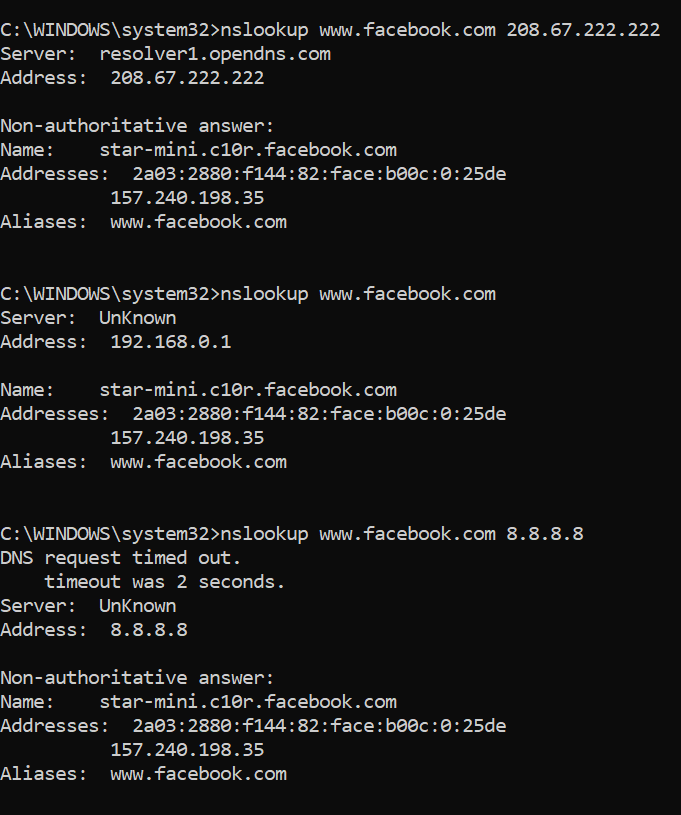 C:\WINDOWS\system32>nslookup www.facebook.com 208.67.222.222
Server:  resolver1.opendns.com
Address:  208.67.222.222

Non-authoritative answer:
Name:    star-mini.c10r.facebook.com
Addresses:  2a03:2880:f144:82:face:b00c:0:25de
          157.240.198.35
Aliases:  www.facebook.com

C:\WINDOWS\system32>nslookup www.facebook.com
Server:  UnKnown
Address:  192.168.0.1

Name:    star-mini.c10r.facebook.com
Addresses:  2a03:2880:f144:82:face:b00c:0:25de
          157.240.198.35
Aliases:  www.facebook.com

C:\WINDOWS\system32>nslookup www.facebook.com 8.8.8.8
DNS request timed out.
    timeout was 2 seconds.
Server:  UnKnown
Address:  8.8.8.8

Non-authoritative answer:
Name:    star-mini.c10r.facebook.com
Addresses:  2a03:2880:f144:82:face:b00c:0:25de
          157.240.198.35
Aliases:  www.facebook.com